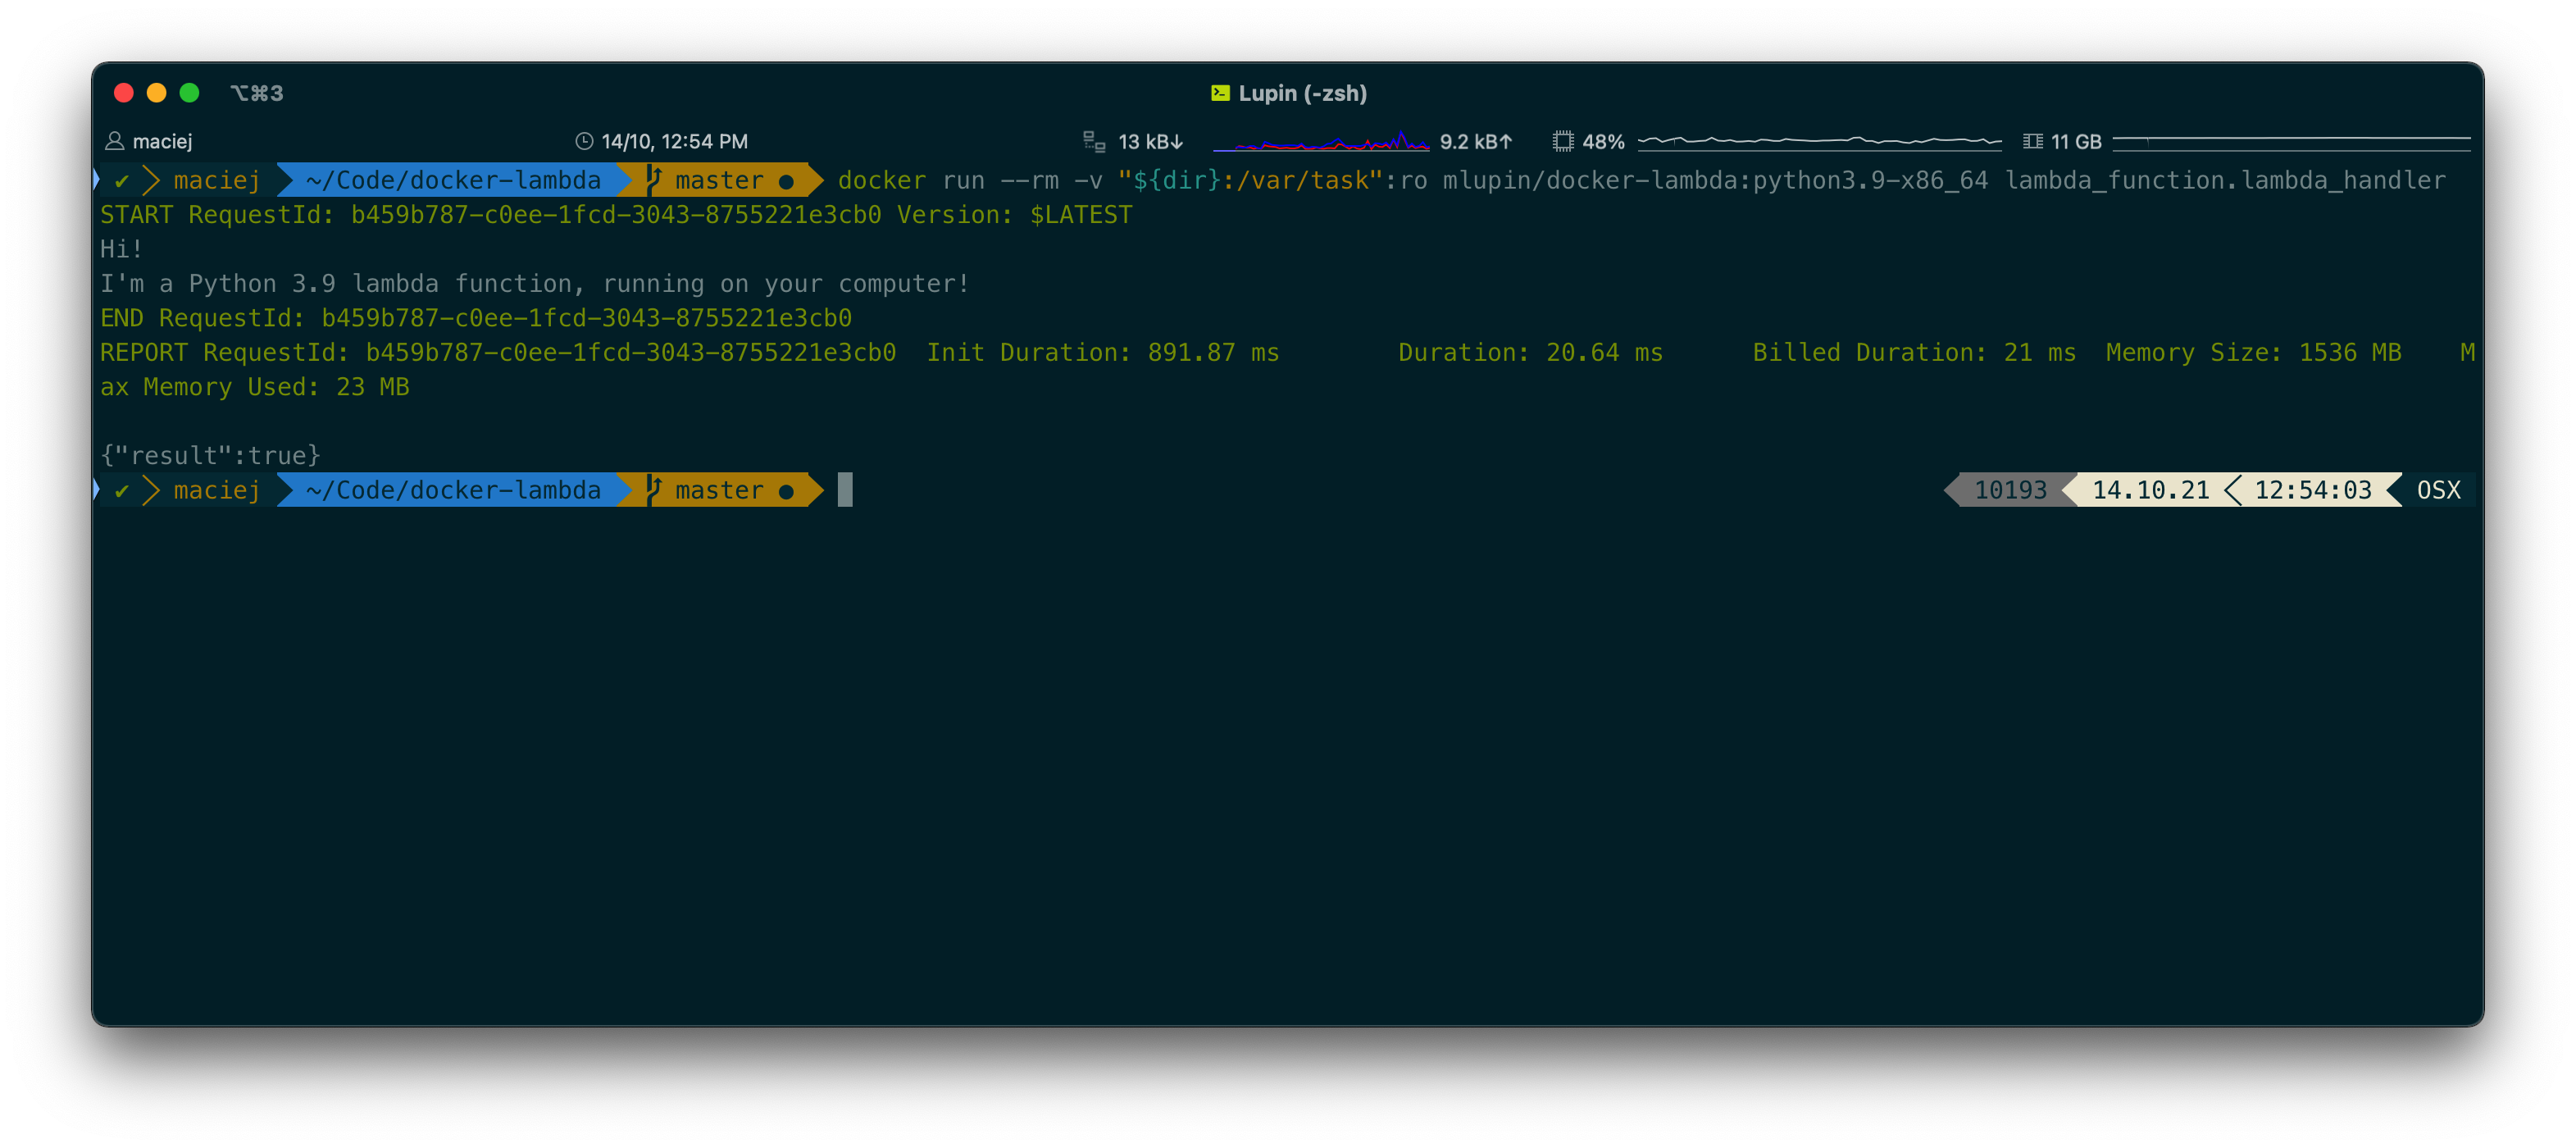 ⌥⌘3
Lupin (-zsh)
maciej 14/10, 12:54 PM 13 kB↓ 9.2 kB↑ 48% 11 GB
✔ maciej ~/Code/docker-lambda master ● docker run --rm -v "${dir}:/var/task":ro mlupin/docker-lambda:python3.9-x86_64 lambda_function.lambda_handler
START RequestId: b459b787-c0ee-1fcd-3043-8755221e3cb0 Version: $LATEST
Hi!
I'm a Python 3.9 lambda function, running on your computer!
END RequestId: b459b787-c0ee-1fcd-3043-8755221e3cb0
REPORT RequestId: b459b787-c0ee-1fcd-3043-8755221e3cb0 Init Duration: 891.87 ms Duration: 20.64 ms Billed Duration: 21 ms Memory Size: 1536 MB M
ax Memory Used: 23 MB
{"result":true}
✔ maciej ~/Code/docker-lambda master ● 10193 14.10.21 12:54:03 OSX